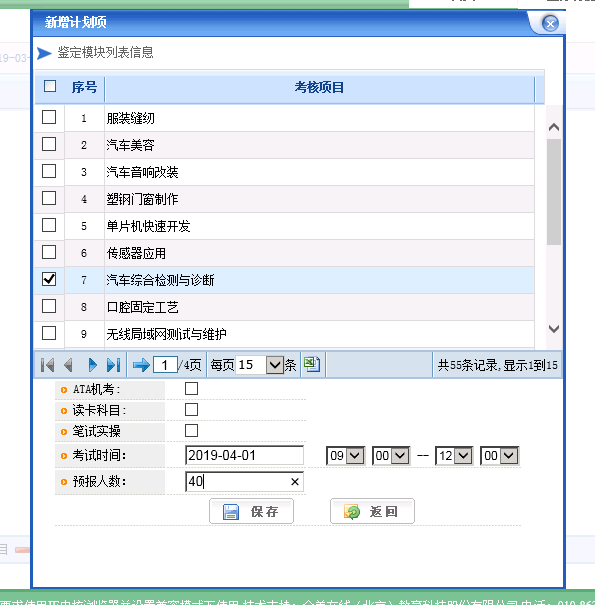 新增计划项
鉴定模块列表信息
序号 考核项目
1 服装缝纫
2 汽车美容
3 汽车音响改装
4 塑钢门窗制作
5 单片机快速开发
6 传感器应用
7 汽车综合检测与诊断
8 口腔固定工艺
9 无线局域网测试与维护
1 /4页 每页 15 条 共55条记录,显示1到15
ATA机考:
读卡科目:
笔试实操
考试时间: 2019-04-01 09 00 -- 12 00
预报人数: 40
保存 返回